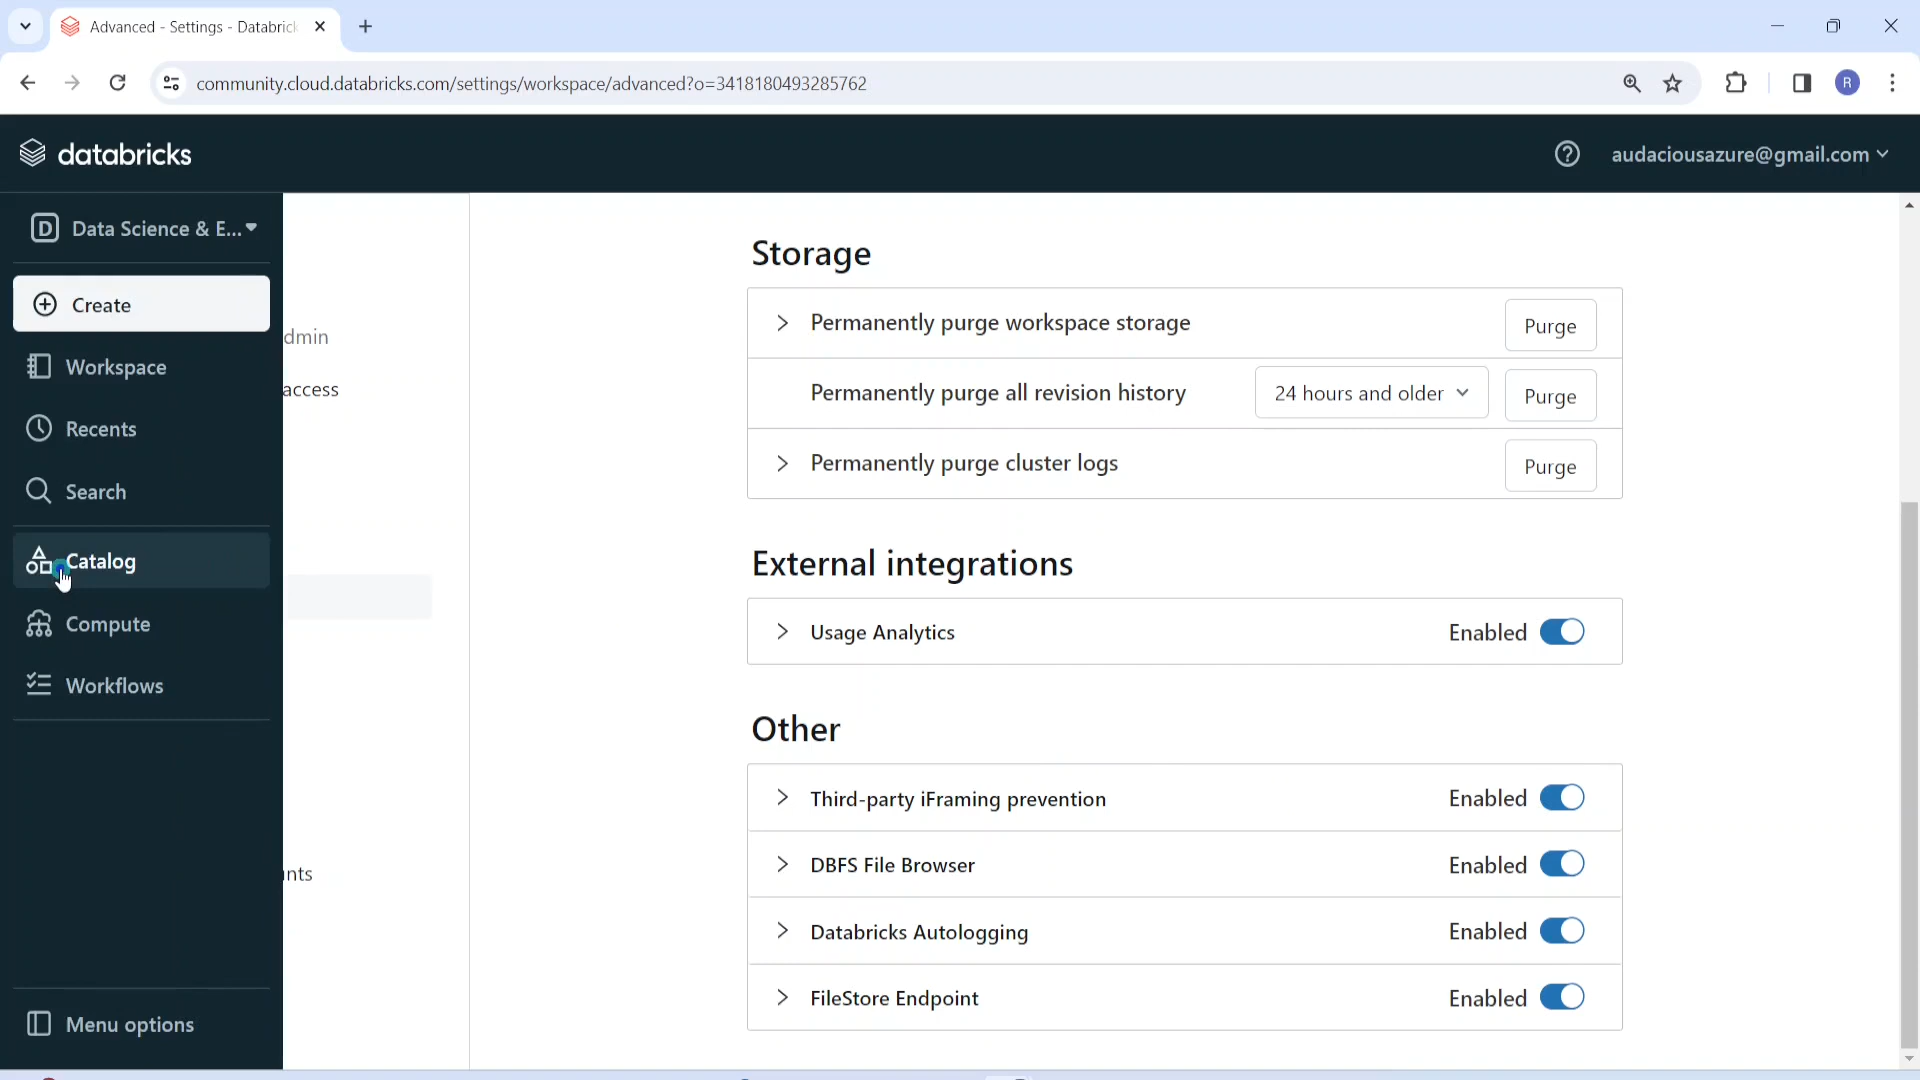 Advanced - Settings - Databrick
community.cloud.databricks.com/settings/workspace/advanced?o=3418180493285762
R
databricks
audaciousazure@gmail.com
D Data Science & E...
Create
Workspace
Recents
Search
Catalog
Compute
Workflows
Menu options
dmin
access
nts
Storage
Permanently purge workspace storage Purge
Permanently purge all revision history 24 hours and older Purge
Permanently purge cluster logs Purge
External integrations
Usage Analytics Enabled
Other
Third-party iFraming prevention Enabled
DBFS File Browser Enabled
Databricks Autologging Enabled
FileStore Endpoint Enabled